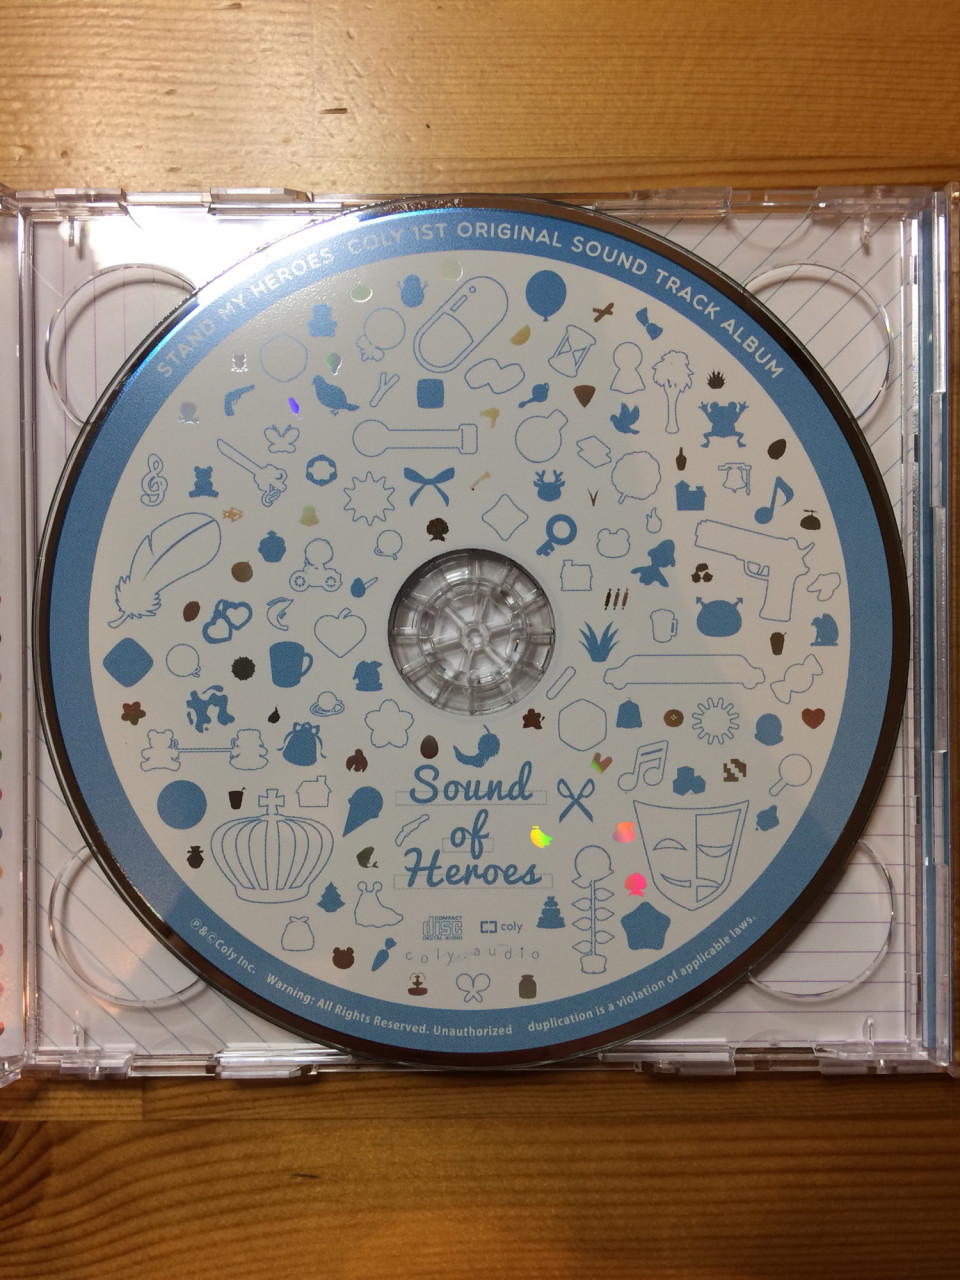 STAND MY HEROES COLY 1ST ORIGINAL SOUND TRACK ALBUM
Sound
of
Heroes
COMPACT
disc
DIGITAL AUDIO
coly
coly audio
Ⓟ&©Coly Inc. Warning: All Rights Reserved. Unauthorized duplication is a violation of applicable laws.